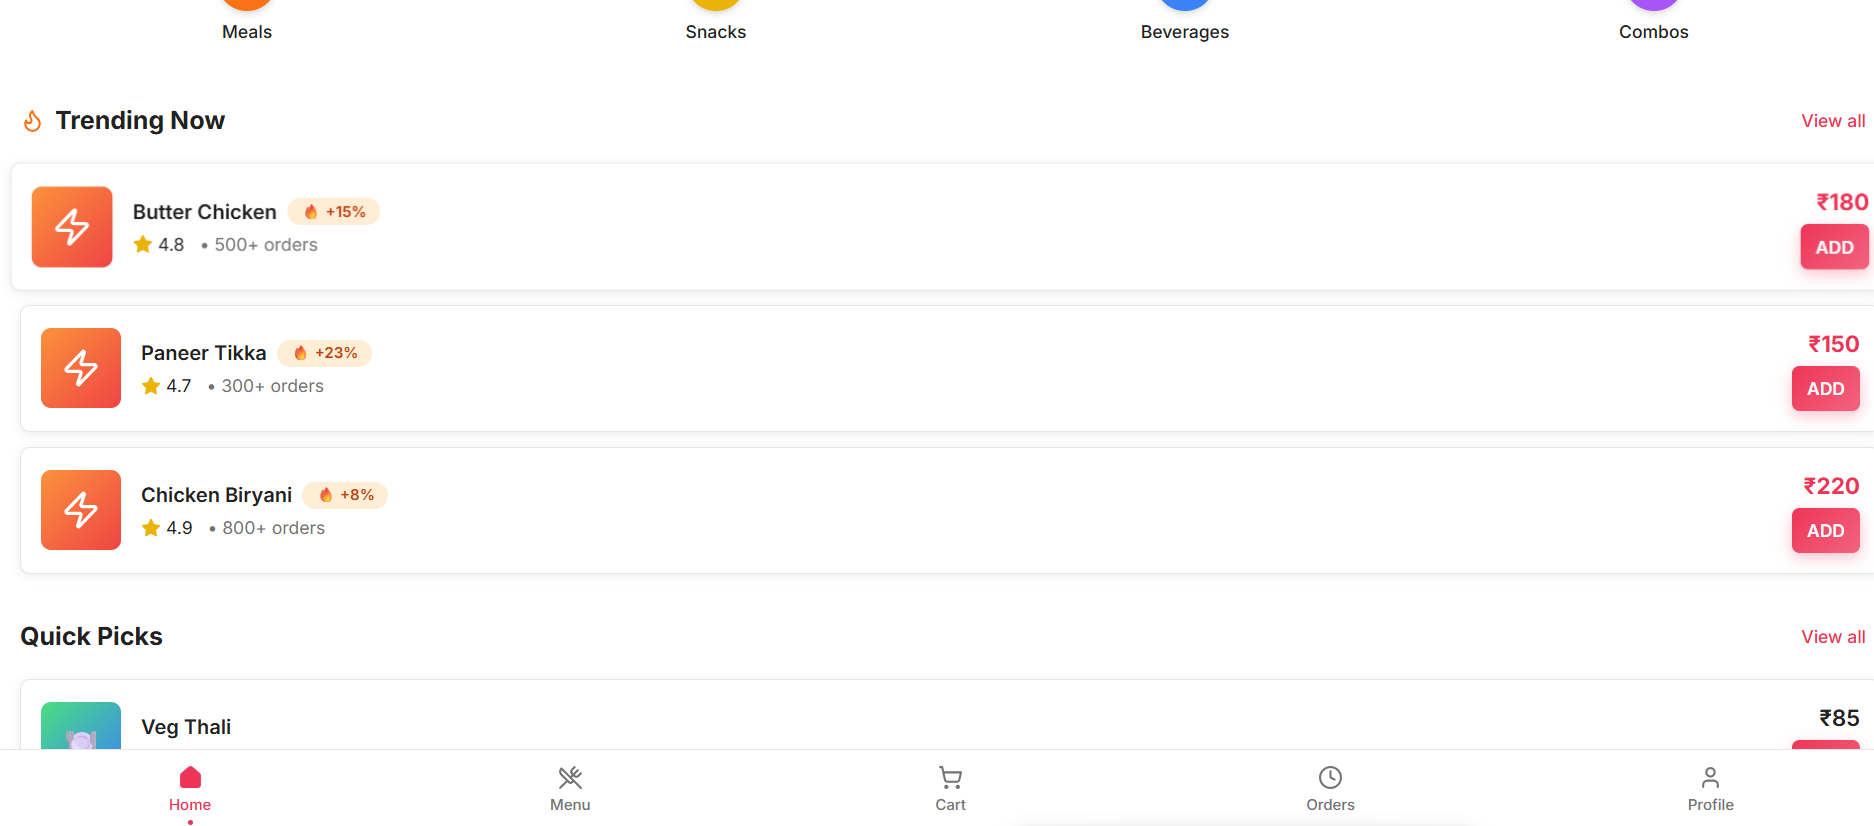 Meals
Snacks
Beverages
Combos
Trending Now
View all
Butter Chicken
🔥 +15%
₹180
4.8 • 500+ orders
ADD
Paneer Tikka
🔥 +23%
₹150
4.7 • 300+ orders
ADD
Chicken Biryani
🔥 +8%
₹220
4.9 • 800+ orders
ADD
Quick Picks
View all
Veg Thali
₹85
Home
Menu
Cart
Orders
Profile